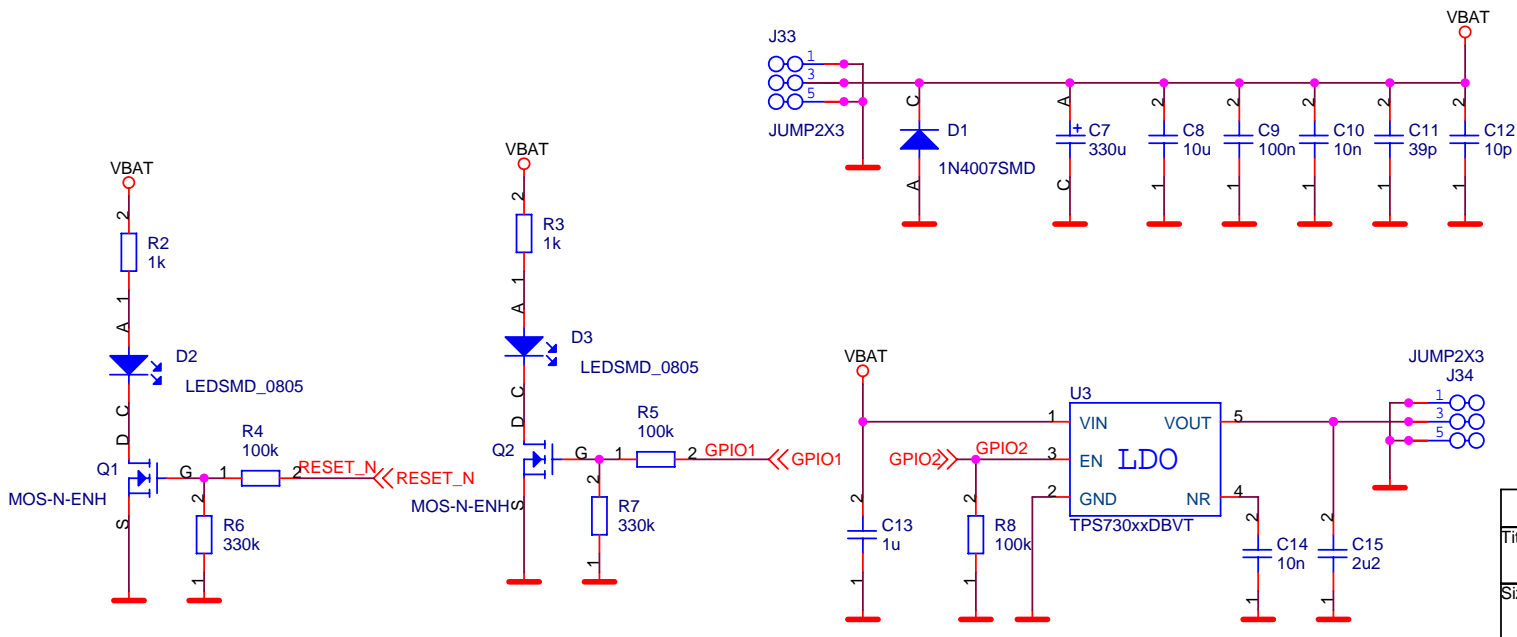 VBAT
J33
1
3
5
JUMP2X3
C
D1
1N4007SMD
A
A
C7
+
330u
C
2
C8
10u
1
2
C9
100n
1
2
C10
10n
1
2
C11
39p
1
2
C12
10p
1
VBAT
2
R2
1k
1
A
D2
LEDSMD_0805
C
D
Q1
G
MOS-N-ENH
S
1
R4
100k
2
RESET_N
RESET_N
2
R6
330k
1
VBAT
2
R3
1k
1
A
D3
LEDSMD_0805
C
D
Q2
G
MOS-N-ENH
S
1
R5
100k
2
GPIO1
GPIO1
2
R7
330k
1
VBAT
2
C13
1u
1
GPIO2
GPIO2
2
R8
100k
1
U3
1
VIN
VOUT
5
3
EN
LDO
2
GND
NR
4
TPS730xxDBVT
2
C14
10n
1
2
C15
2u2
1
JUMP2X3
J34
1
3
5